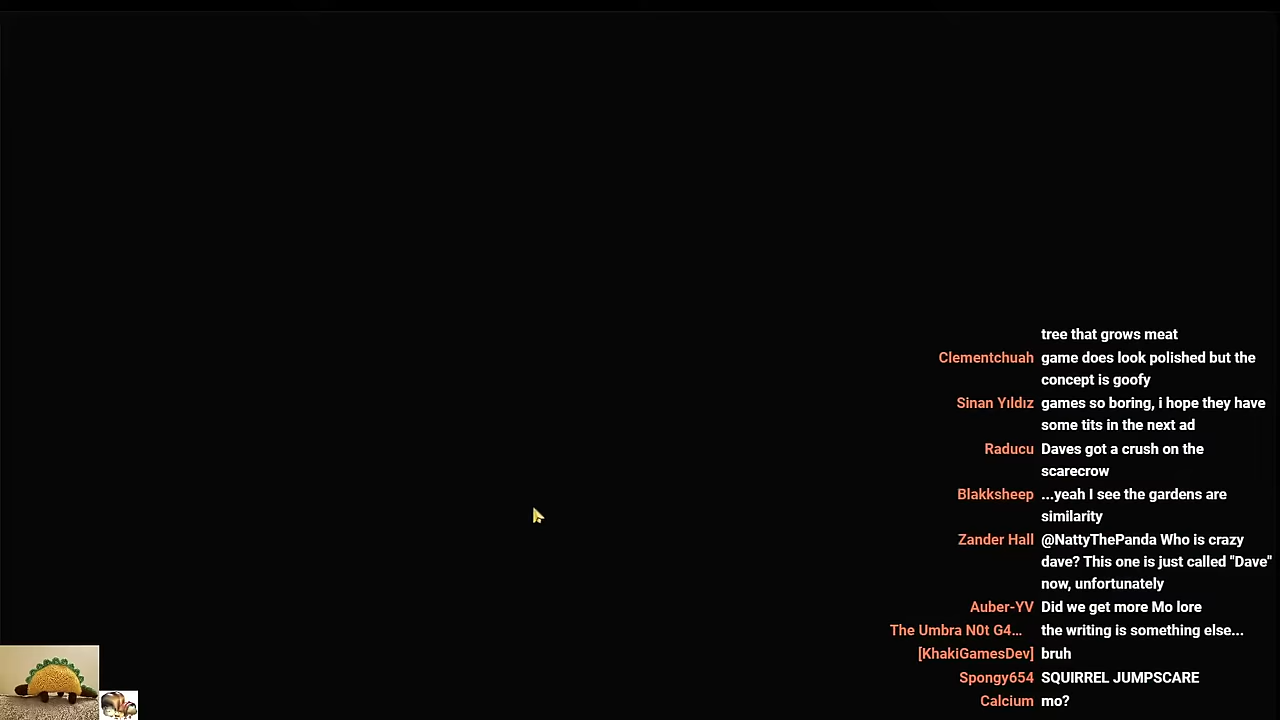 tree that grows meat
Clementchuah game does look polished but the
concept is goofy
Sinan Yıldız games so boring, i hope they have
some tits in the next ad
Raducu Daves got a crush on the
scarecrow
Blakksheep ...yeah I see the gardens are
similarity
Zander Hall @NattyThePanda Who is crazy
dave? This one is just called "Dave"
now, unfortunately
Auber-YV Did we get more Mo lore
The Umbra N0t G4... the writing is something else...
[KhakiGamesDev] bruh
Spongy654 SQUIRREL JUMPSCARE
Calcium mo?